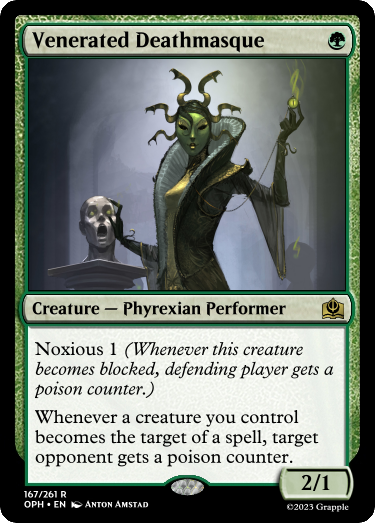 Venerated Deathmasque
Creature — Phyrexian Performer
Noxious 1 (Whenever this creature
becomes blocked, defending player gets a
poison counter.)
Whenever a creature you control
becomes the target of a spell, target
opponent gets a poison counter.
2/1
167/261 R
OPH • EN Anton Amstad
©2023 Grapple